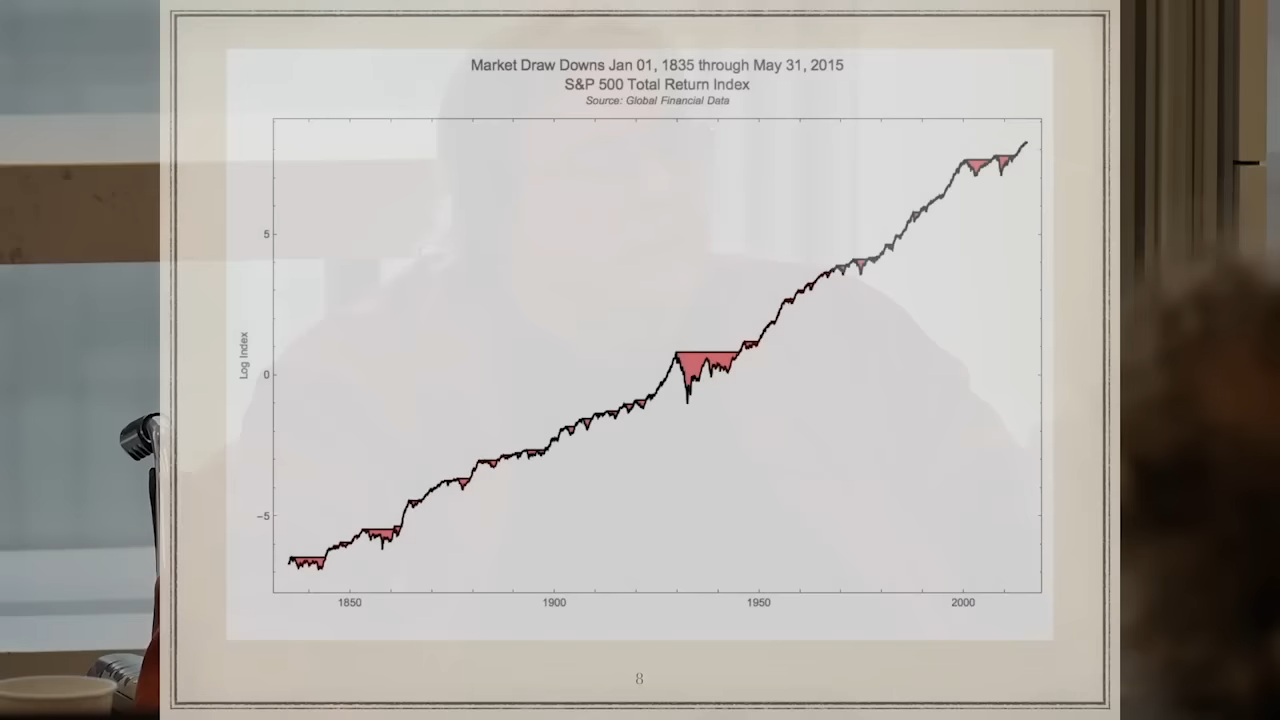 Market Draw Downs Jan 01, 1835 through May 31, 2015
S&P 500 Total Return Index
Source: Global Financial Data
5
0
−5
Log Index
1850 1900 1950 2000
8